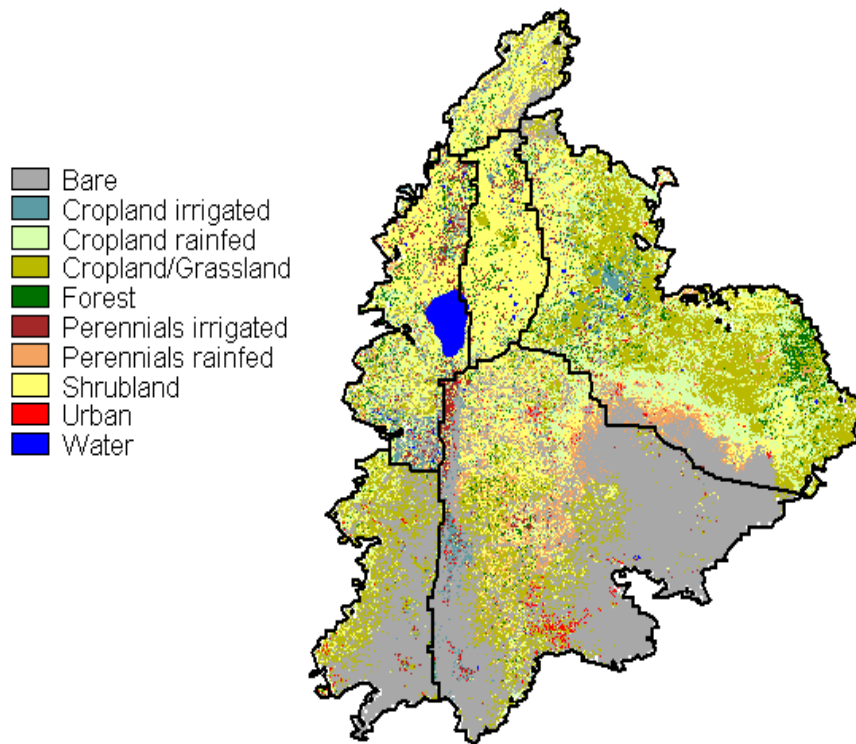 Bare
Cropland irrigated
Cropland rainfed
Cropland/Grassland
Forest
Perennials irrigated
Perennials rainfed
Shrubland
Urban
Water